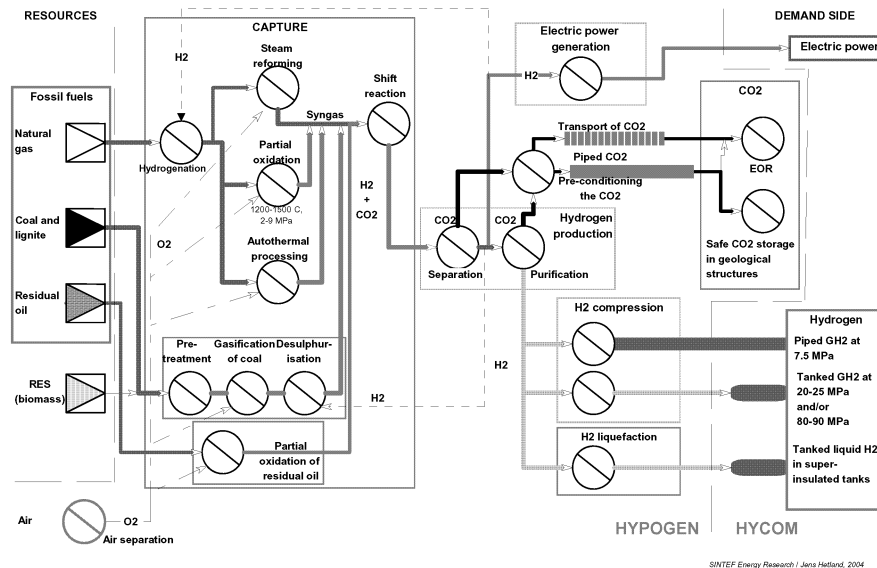 RESOURCES
CAPTURE
DEMAND SIDE
Electric power
generation
H2
Electric power
Steam
reforming
H2
Shift
reaction
Fossil fuels
CO2
Natural
gas
Syngas
Transport of CO2
Hydrogenation
Partial
oxidation
Piped CO2
EOR
Pre-conditioning
the CO2
1200-1500 C,
2-9 MPa
H2
+
CO2
Coal and
lignite
CO2
CO2
Hydrogen
production
O2
Autothermal
processing
Safe CO2 storage
in geological
structures
Separation
Purification
Residual
oil
H2 compression
Hydrogen
Pre-
treatment
Gasification
of coal
Desulphur-
isation
Piped GH2 at
7.5 MPa
H2
RES
(biomass)
H2
Tanked GH2 at
20-25 MPa
and/or
80-90 MPa
H2 liquefaction
Partial
oxidation of
residual oil
Tanked liquid H2
in super-
insulated tanks
Air
O2
Air separation
HYPOGEN
HYCOM
SINTEF Energy Research / Jens Hetland, 2004